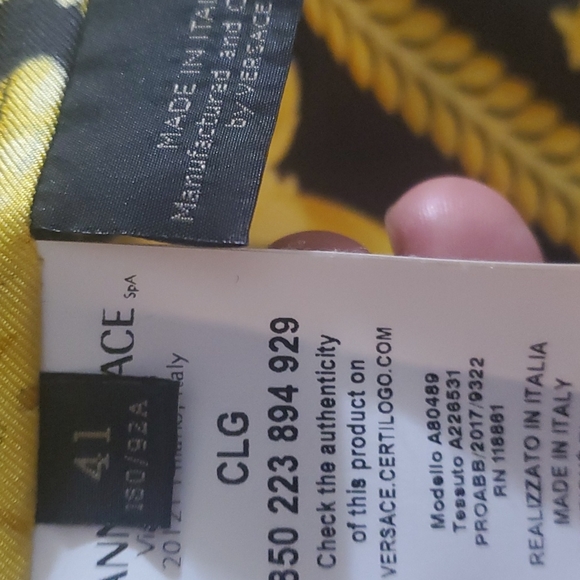 MADE IN ITAL
Manufactured and
by VERSACE
ACE SpA
41
180/92A
CLG
850 223 894 929
Check the authenticity
of this product on
VERSACE.CERTILOGO.COM
Modello A80489
Tessuto A226531
PROABB/2017/9322
RN 118881
REALIZZATO IN ITALIA
MADE IN ITALY